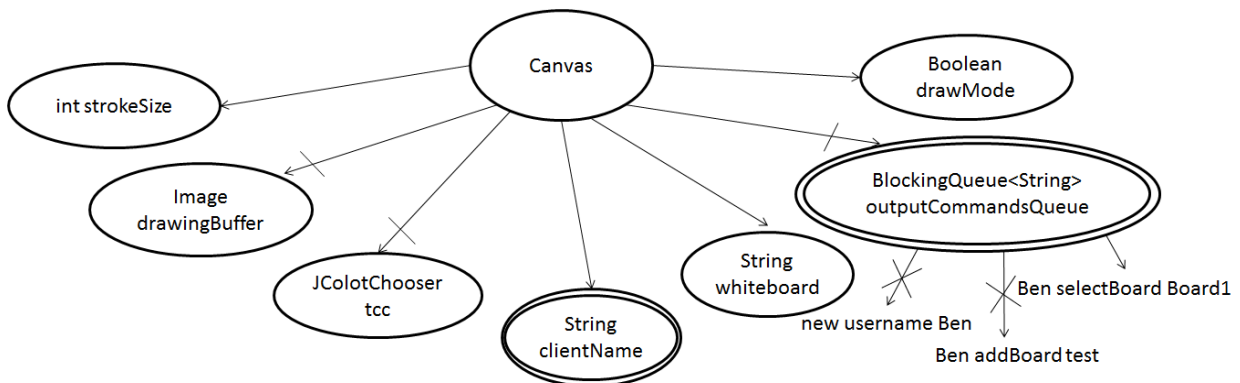 Canvas
Boolean
drawMode
int strokeSize
BlockingQueue<String>
outputCommandsQueue
Image
drawingBuffer
String
whiteboard
JColotChooser
tcc
String
clientName
Ben selectBoard Board1
new username Ben
Ben addBoard test